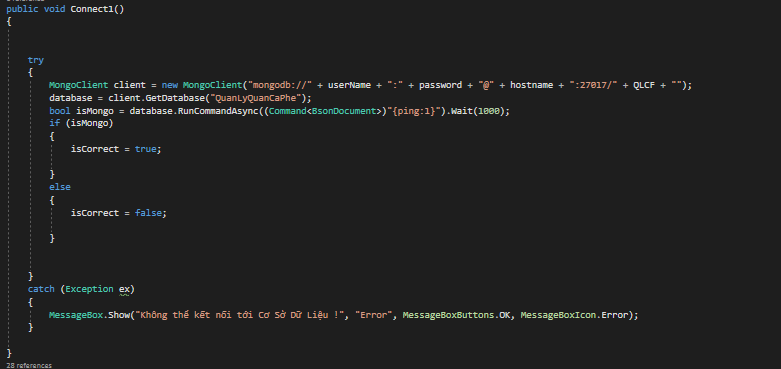 public void Connect1()
{
try
{
MongoClient client = new MongoClient("mongodb://" + userName + ":" + password + "@" + hostname + ":27017/" + QLCF + "");
database = client.GetDatabase("QuanLyQuanCaPhe");
bool isMongo = database.RunCommandAsync((Command<BsonDocument>)"{ping:1}").Wait(1000);
if (isMongo)
{
isCorrect = true;
}
else
{
isCorrect = false;
}
}
catch (Exception ex)
{
MessageBox.Show("Không thể kết nối tới Cơ Sở Dữ Liệu !", "Error", MessageBoxButtons.OK, MessageBoxIcon.Error);
}
}
28 references